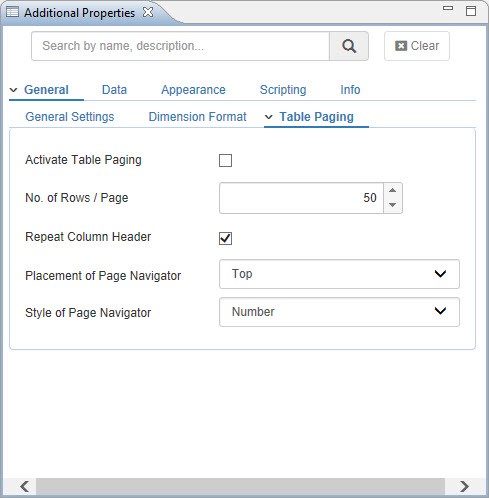 Additional Properties
Search by name, description...
Clear
General Data Appearance Scripting Info
General Settings Dimension Format Table Paging
Activate Table Paging
No. of Rows / Page 50
Repeat Column Header
Placement of Page Navigator Top
Style of Page Navigator Number